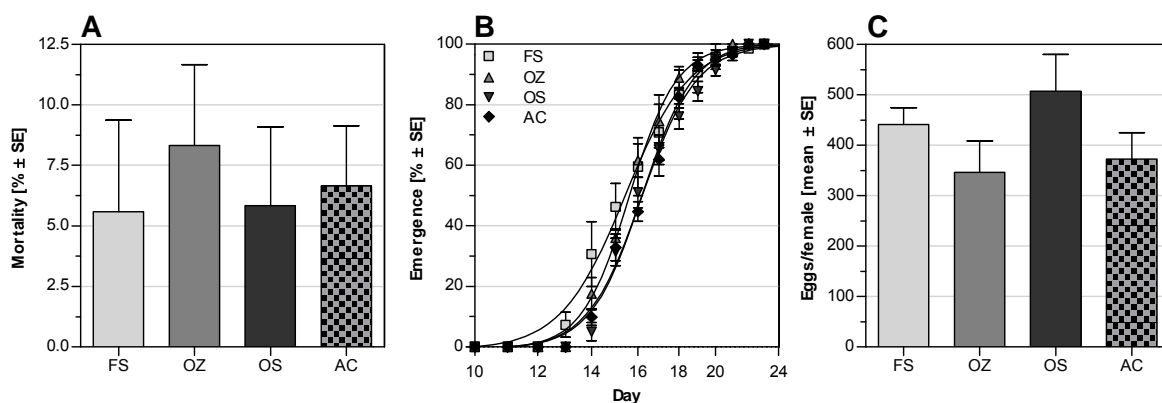 A
Mortality [% ± SE]
12.5
10.0
7.5
5.0
2.5
0.0
FS OZ OS AC
B
Emergence [% ± SE]
100
80
60
40
20
0
FS
OZ
OS
AC
10 12 14 16 18 20 24
Day
C
Eggs/female [mean ± SE]
600
500
400
300
200
100
0
FS OZ OS AC